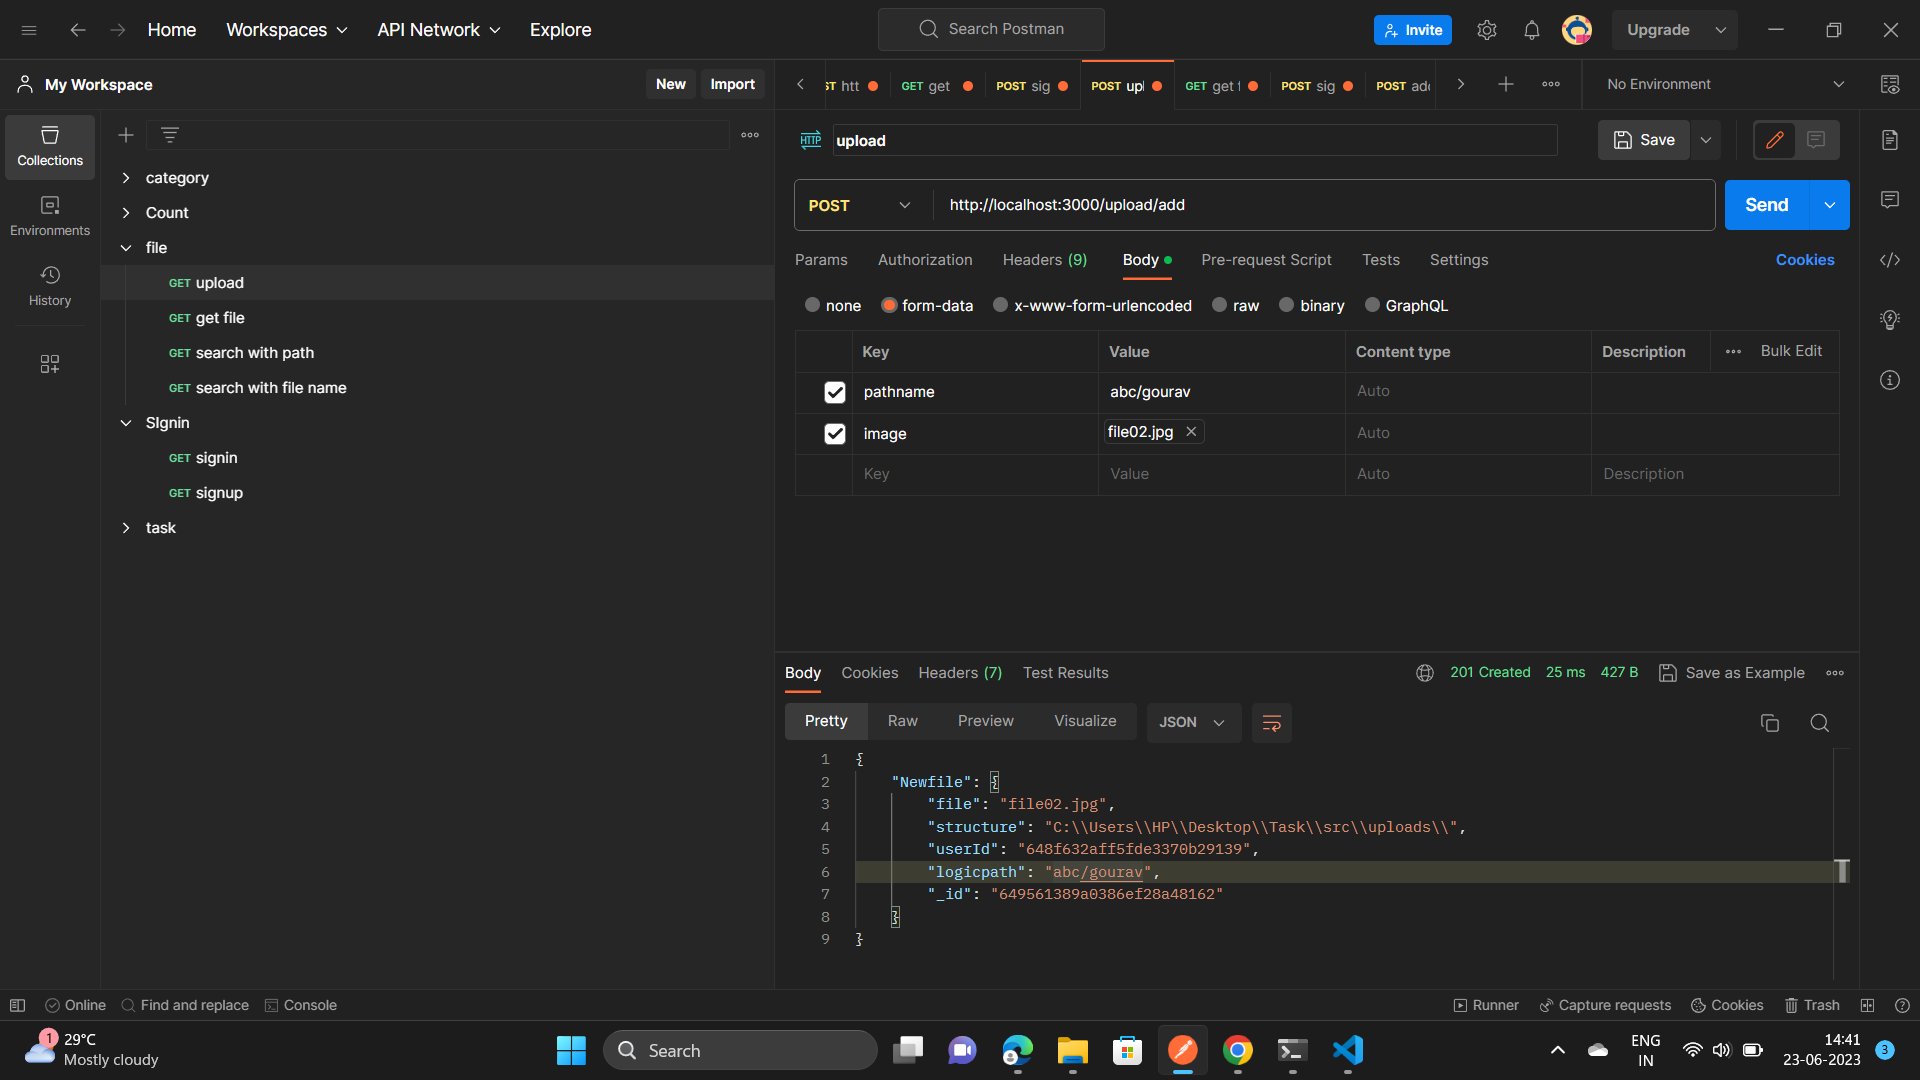 Home Workspaces API Network Explore Search Postman Invite Upgrade
My Workspace New Import ST htt GET get POST sig POST upl GET get f POST sig POST add No Environment
Collections
Environments
History
category
Count
file
GET upload
GET get file
GET search with path
GET search with file name
SIgnin
GET signin
GET signup
task
HTTP upload Save
POST http://localhost:3000/upload/add Send
Params Authorization Headers (9) Body Pre-request Script Tests Settings Cookies
none form-data x-www-form-urlencoded raw binary GraphQL
Key Value Content type Description Bulk Edit
pathname abc/gourav Auto
image file02.jpg Auto
Key Value Auto Description
Body Cookies Headers (7) Test Results 201 Created 25 ms 427 B Save as Example
Pretty Raw Preview Visualize JSON
1 {
2 "Newfile": {
3 "file": "file02.jpg",
4 "structure": "C:\\Users\\HP\\Desktop\\Task\\src\\uploads\\",
5 "userId": "648f632aff5fde3370b29139",
6 "logicpath": "abc/gourav",
7 "_id": "649561389a0386ef28a48162"
8 }
9 }
Online Find and replace Console Runner Capture requests Cookies Trash
1 29°C
Mostly cloudy
Search
ENG
IN
14:41
23-06-2023
3